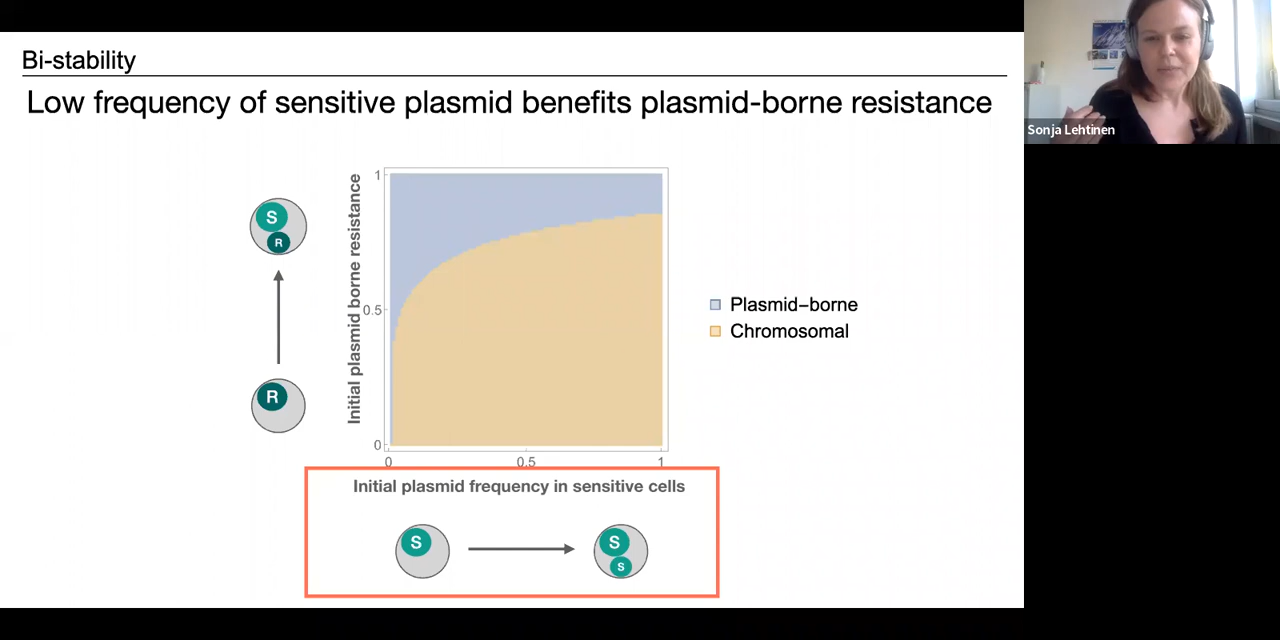 Bi-stability
Low frequency of sensitive plasmid benefits plasmid-borne resistance
Sonja Lehtinen
S
R
R
Initial plasmid borne resistance
1
0.5
0
0
0.5
1
Plasmid–borne
Chromosomal
Initial plasmid frequency in sensitive cells
S
S
S